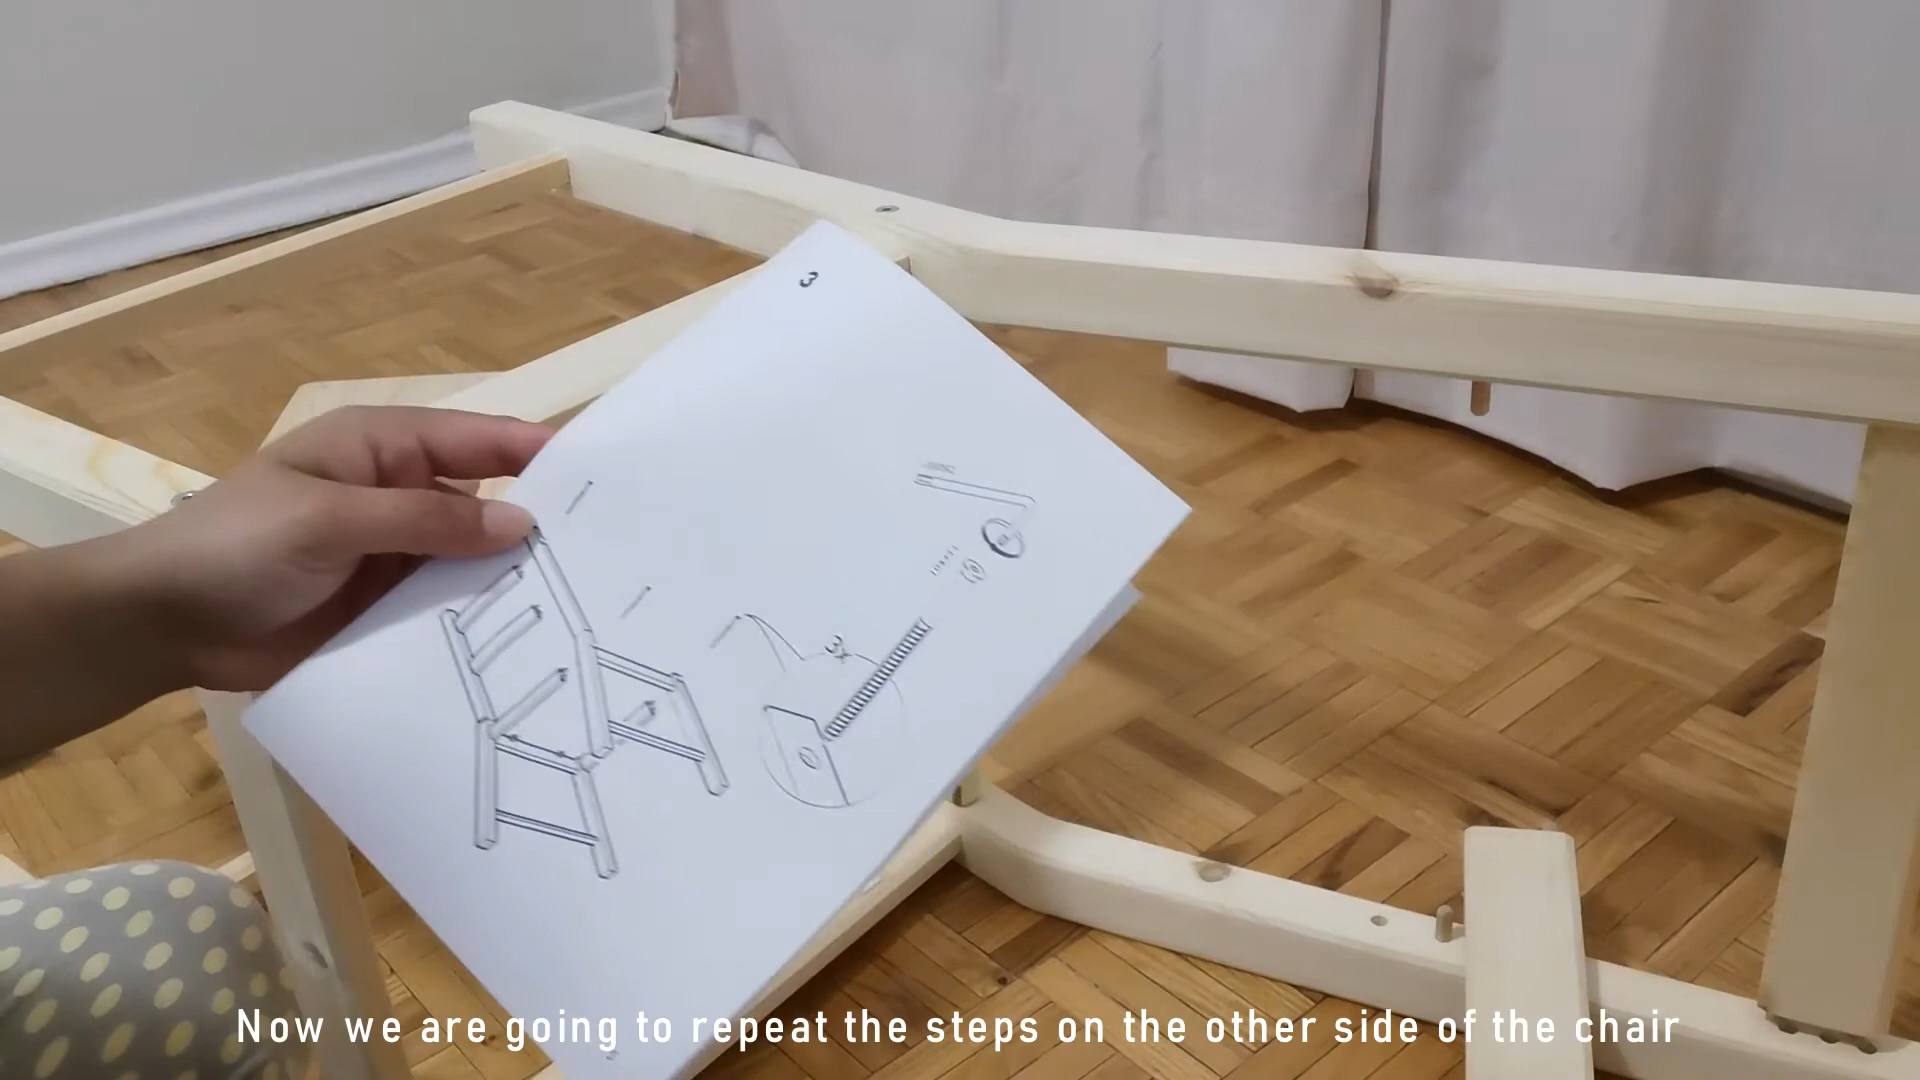 3
3x
Now we are going to repeat the steps on the other side of the chair